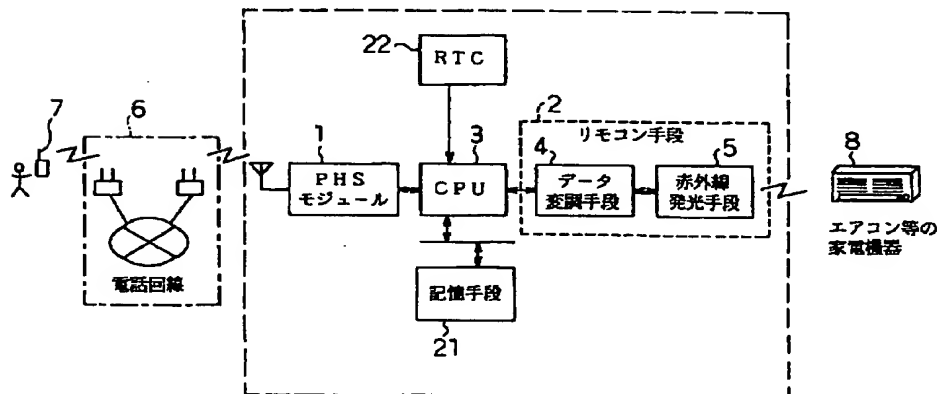 22
RTC
7
6
2
リモコン手段
1
3
4
5
8
PHS
モジュール
CPU
データ
変調手段
赤外線
発光手段
エアコン等の
家電機器
電話回線
記憶手段
21